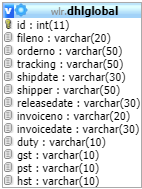 v wlr.dhlglobal
id : int(11)
fileno : varchar(20)
orderno : varchar(50)
tracking : varchar(50)
shipdate : varchar(30)
shipper : varchar(50)
releasedate : varchar(30)
invoiceno : varchar(20)
invoicedate : varchar(30)
duty : varchar(10)
gst : varchar(10)
pst : varchar(10)
hst : varchar(10)